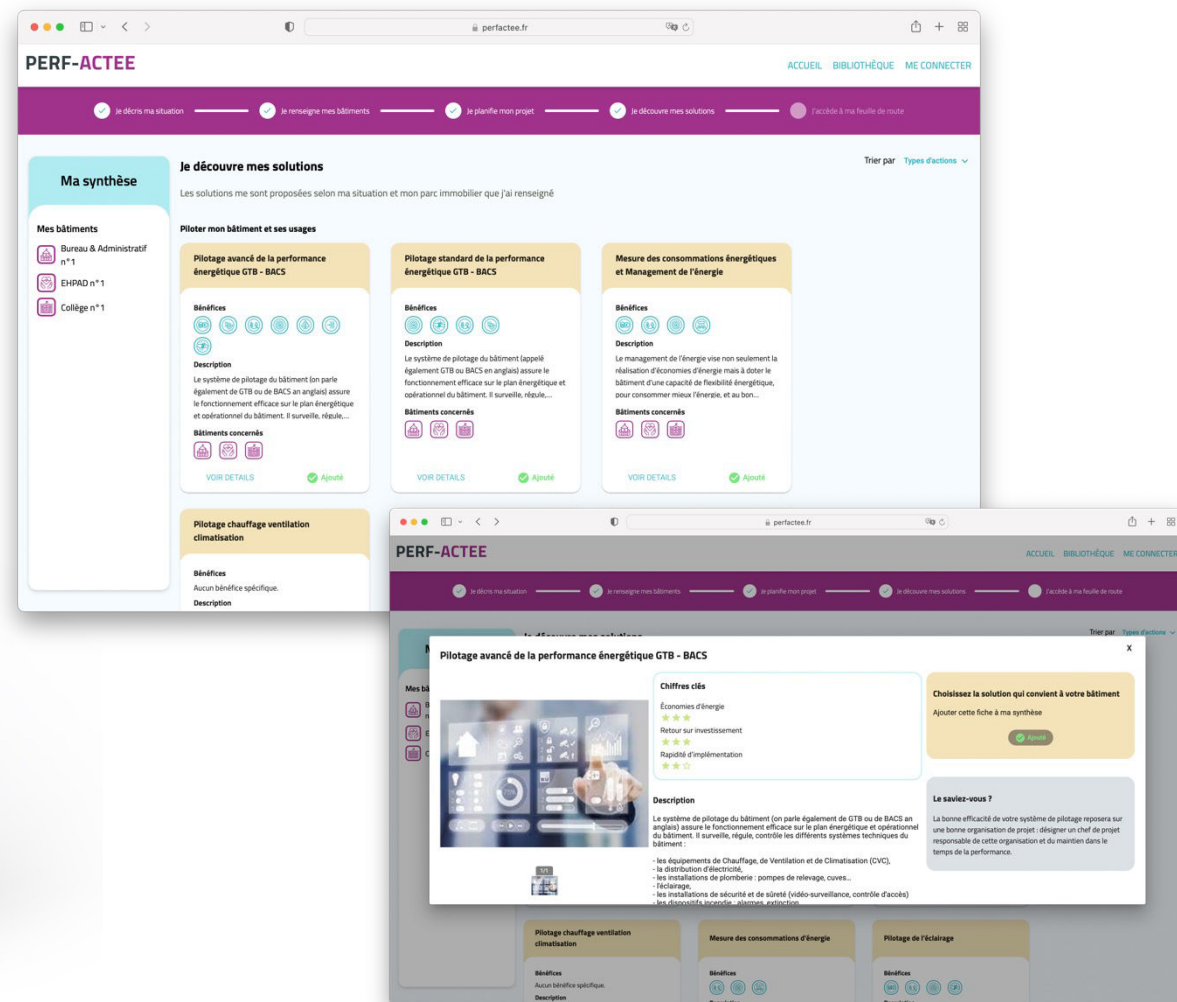 perfactee.fr
PERF-ACTEE
ACCUEIL BIBLIOTHÈQUE ME CONNECTER
Je décris ma situation
Je renseigne mes bâtiments
Je planifie mon projet
Je découvre mes solutions
J'accède à ma feuille de route
Ma synthèse
Mes bâtiments
Bureau & Administratif
n°1
EHPAD n°1
Collège n°1
Je découvre mes solutions
Trier par Types d'actions
Les solutions me sont proposées selon ma situation et mon parc immobilier que j'ai renseigné
Piloter mon bâtiment et ses usages
Pilotage avancé de la performance
énergétique GTB - BACS
Bénéfices
Description
Le système de pilotage du bâtiment (on parle
également de GTB ou de BACS en anglais) assure
le fonctionnement efficace sur le plan énergétique
et opérationnel du bâtiment. Il surveille, régule,...
Bâtiments concernés
VOIR DETAILS
Ajouté
Pilotage standard de la performance
énergétique GTB - BACS
Bénéfices
Description
Le système de pilotage du bâtiment (appelé
également GTB ou BACS en anglais) assure le
fonctionnement efficace sur le plan énergétique et
opérationnel du bâtiment. Il surveille, régule,...
Bâtiments concernés
VOIR DETAILS
Ajouté
Mesure des consommations énergétiques
et Management de l'énergie
Bénéfices
Description
Le management de l'énergie vise non seulement la
réalisation d'économies d'énergie mais à doter le
bâtiment d'une capacité de flexibilité énergétique,
pour consommer mieux l'énergie, et au bon...
Bâtiments concernés
VOIR DETAILS
Ajouté
Pilotage chauffage ventilation
climatisation
Bénéfices
Aucun bénéfice spécifique.
Description
perfactee.fr
PERF-ACTEE
ACCUEIL BIBLIOTHÈQUE ME CONNECTER
Je décris ma situation
Je renseigne mes bâtiments
Je planifie mon projet
Je découvre mes solutions
J'accède à ma feuille de route
Trier par Types d'actions
Mes bâ
Pilotage avancé de la performance énergétique GTB - BACS
X
1/1
Chiffres clés
Économies d'énergie
Retour sur investissement
Rapidité d'implémentation
Description
Le système de pilotage du bâtiment (on parle également de GTB ou de BACS en
anglais) assure le fonctionnement efficace sur le plan énergétique et opérationnel
du bâtiment. Il surveille, régule, contrôle les différents systèmes techniques du
bâtiment :
- les équipements de Chauffage, de Ventilation et de Climatisation (CVC),
- la distribution d'électricité,
- les installations de plomberie : pompes de relevage, cuves...
- l'éclairage,
- les installations de sécurité et de sûreté (vidéo-surveillance, contrôle d'accès)
- les dispositifs incendie : alarmes, extinction
Choisissez la solution qui convient à votre bâtiment
Ajouter cette fiche à ma synthèse
Ajouté
Le saviez-vous ?
La bonne efficacité de votre système de pilotage reposera sur
une bonne organisation de projet : désigner un chef de projet
responsable de cette organisation et du maintien dans le
temps de la performance.
Pilotage chauffage ventilation
climatisation
Bénéfices
Aucun bénéfice spécifique.
Description
Mesure des consommations d'énergie
Bénéfices
Pilotage de l'éclairage
Bénéfices